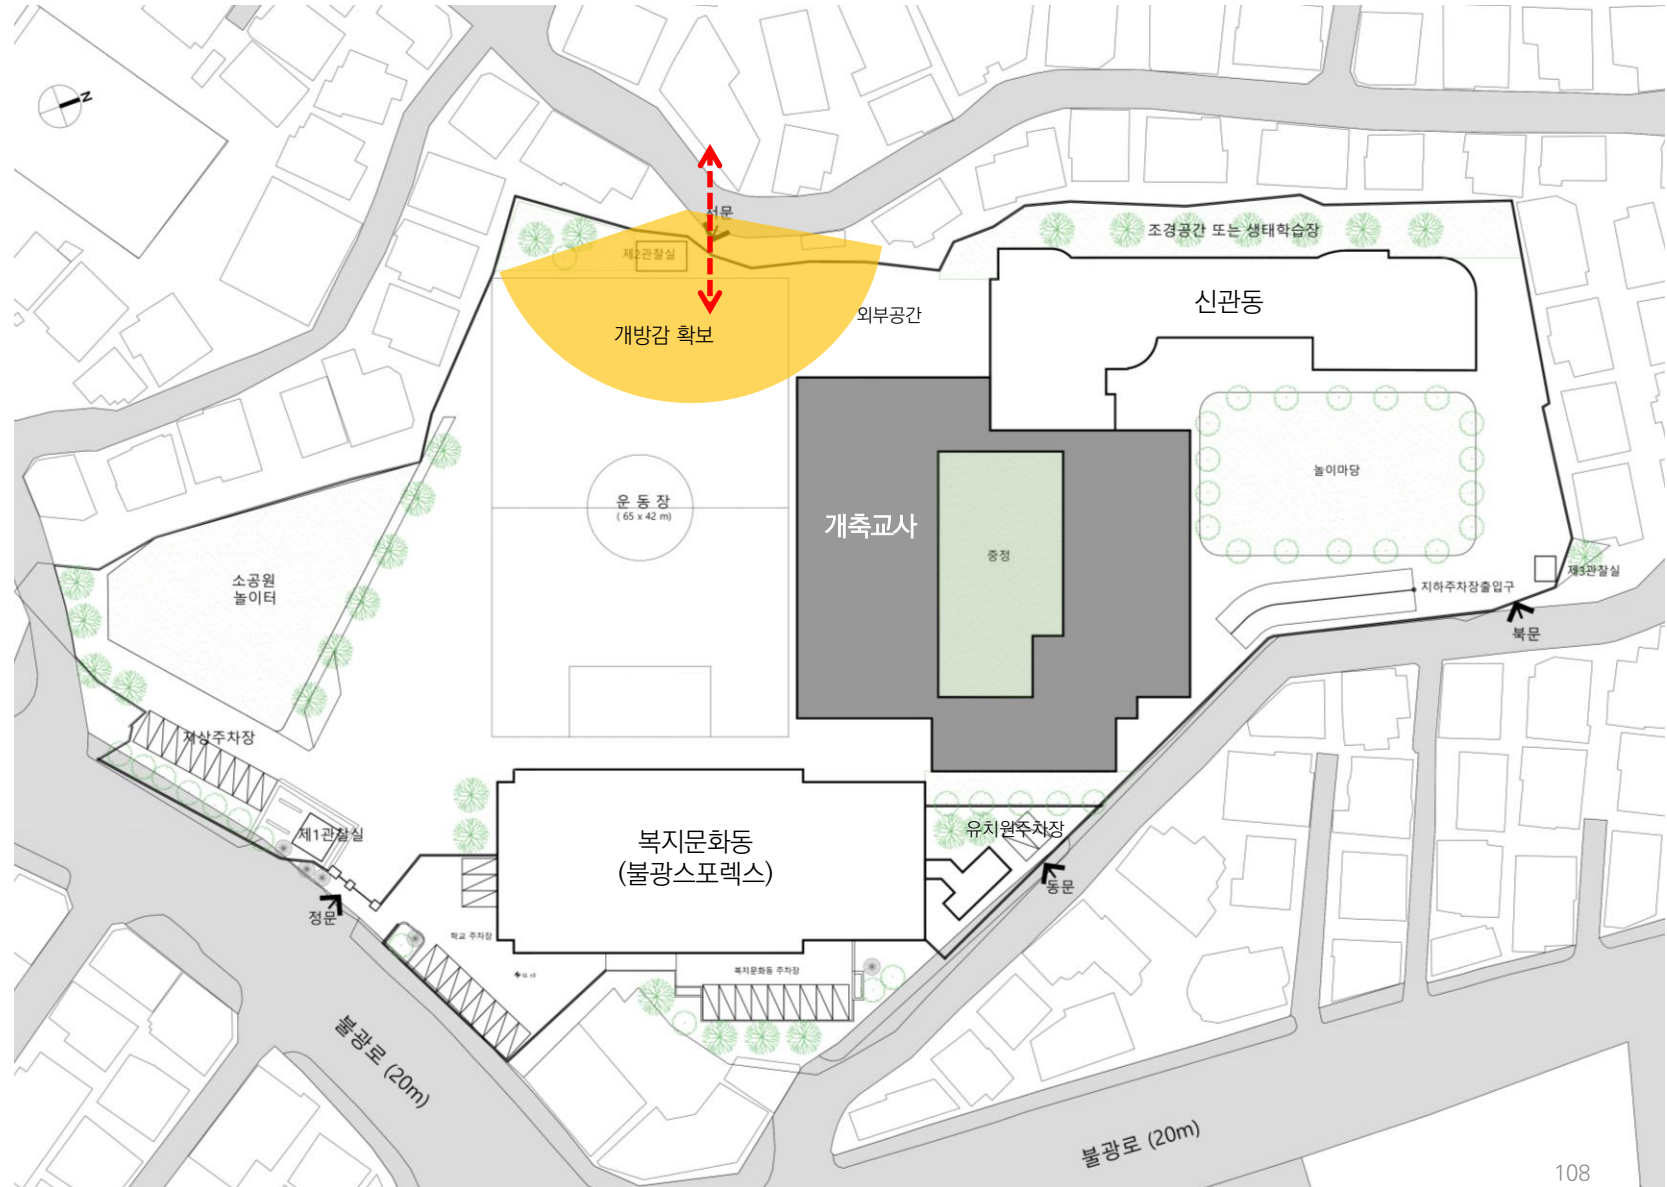 N
서문
제2관찰실
조경공간 또는 생태학습장
신관동
외부공간
개방감 확보
운 동 장
( 65 x 42 m)
개축교사
중정
놀이마당
소공원
놀이터
지하주차장출입구
제3관찰실
북문
지상주차장
제1관찰실
정문
복지문화동
(불광스포렉스)
유치원주차장
동문
학교 주차장
복지문화동 주차장
불광로 (20m)
불광로 (20m)
108